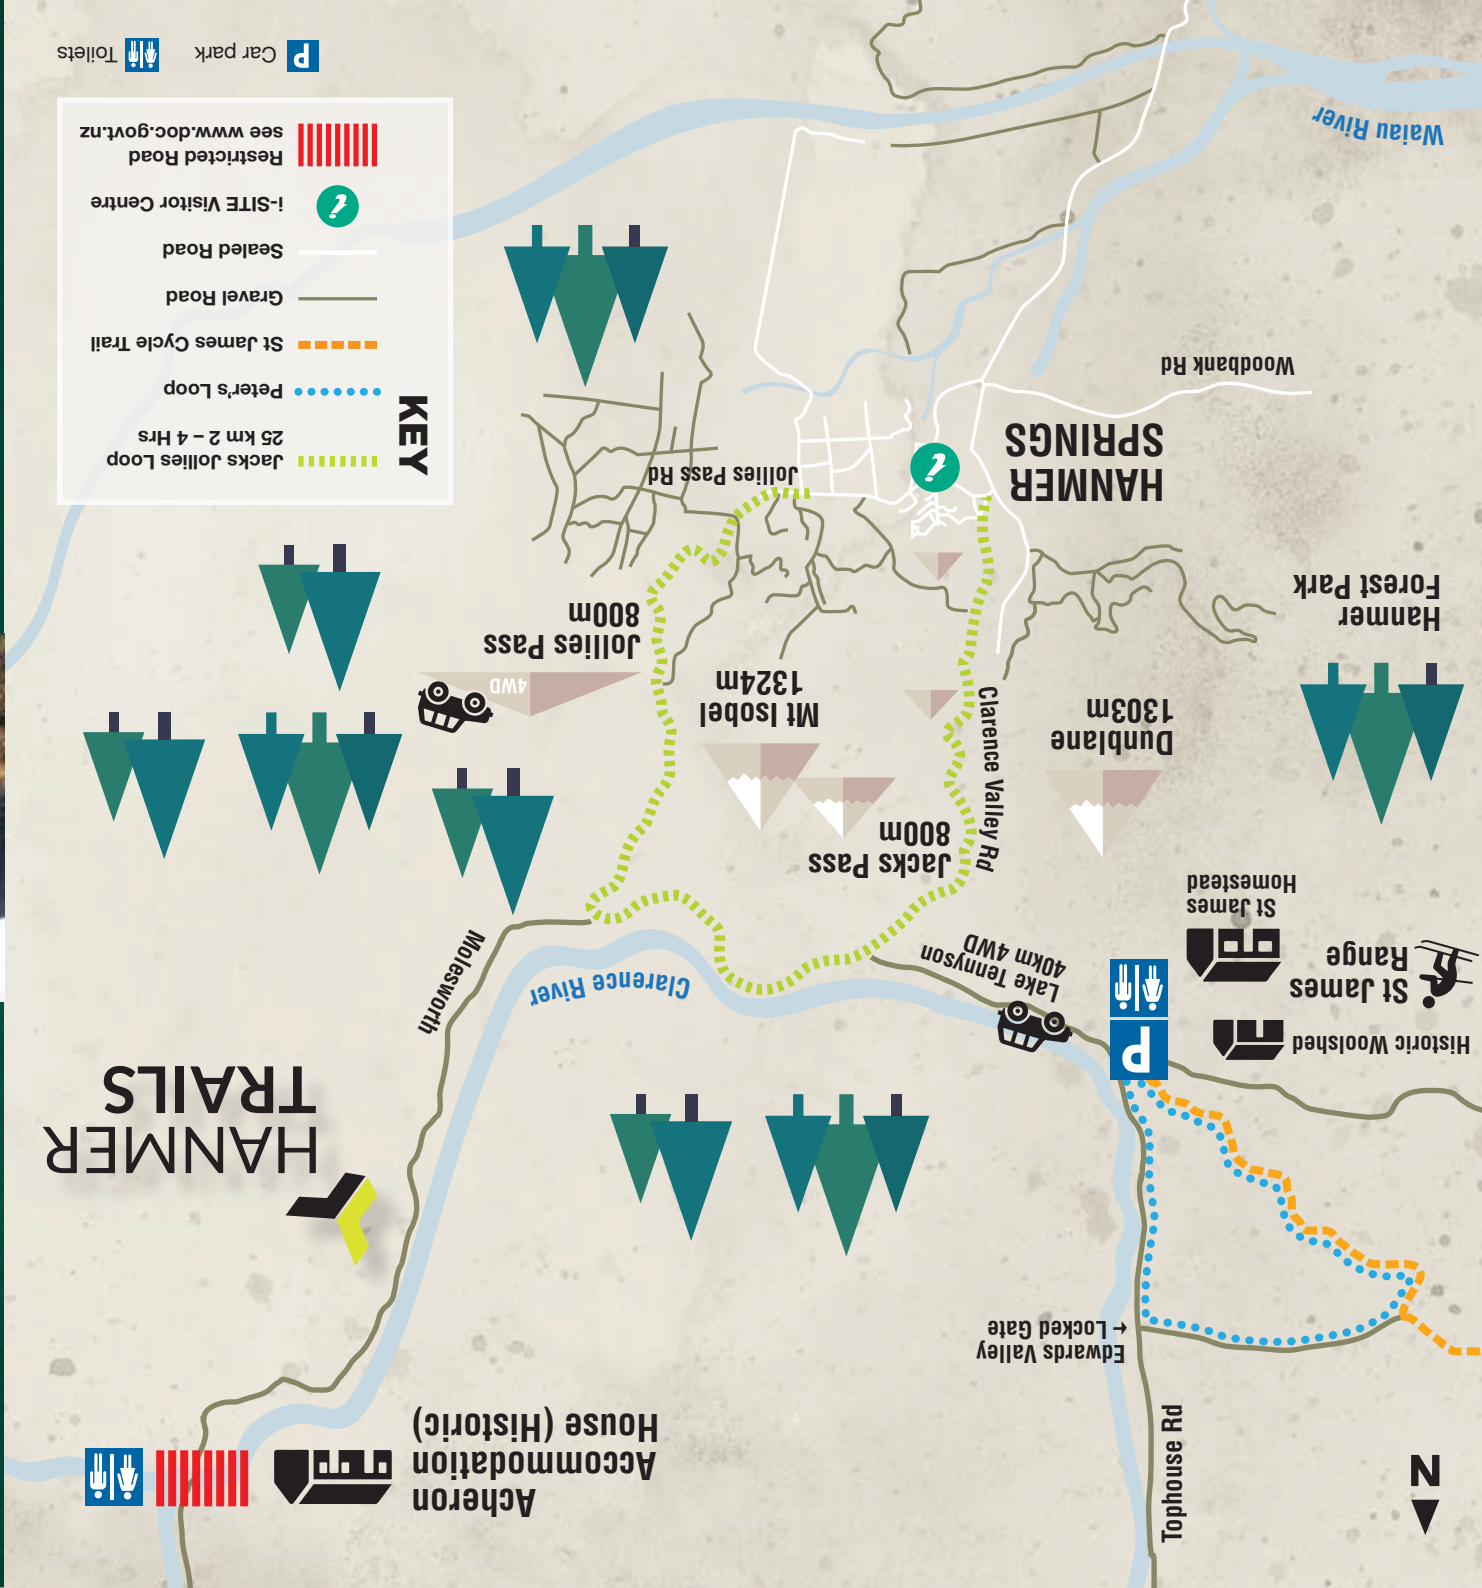 N
Tophouse Rd
Acheron
Accommodation
House (Historic)
Edwards Valley
← Locked Gate
HANMER
TRAILS
Historic Woolshed
St James
Range
St James
Homestead
P
Lake Tennyson
40km 4WD
Clarence River
Molesworth
Jacks Pass
800m
Dunblane
1303m
Clarence Valley Rd
Mt Isobel
1324m
Jollies Pass
800m
4WD
Hanmer
Forest Park
HANMER
SPRINGS
i
Jollies Pass Rd
Woodbank Rd
Waiau River
KEY
Jacks Jollies Loop
25 km 2 – 4 Hrs
Peter's Loop
St James Cycle Trail
Gravel Road
Sealed Road
i
i-SITE Visitor Centre
Restricted Road
see www.doc.govt.nz
P
Car park
Toilets